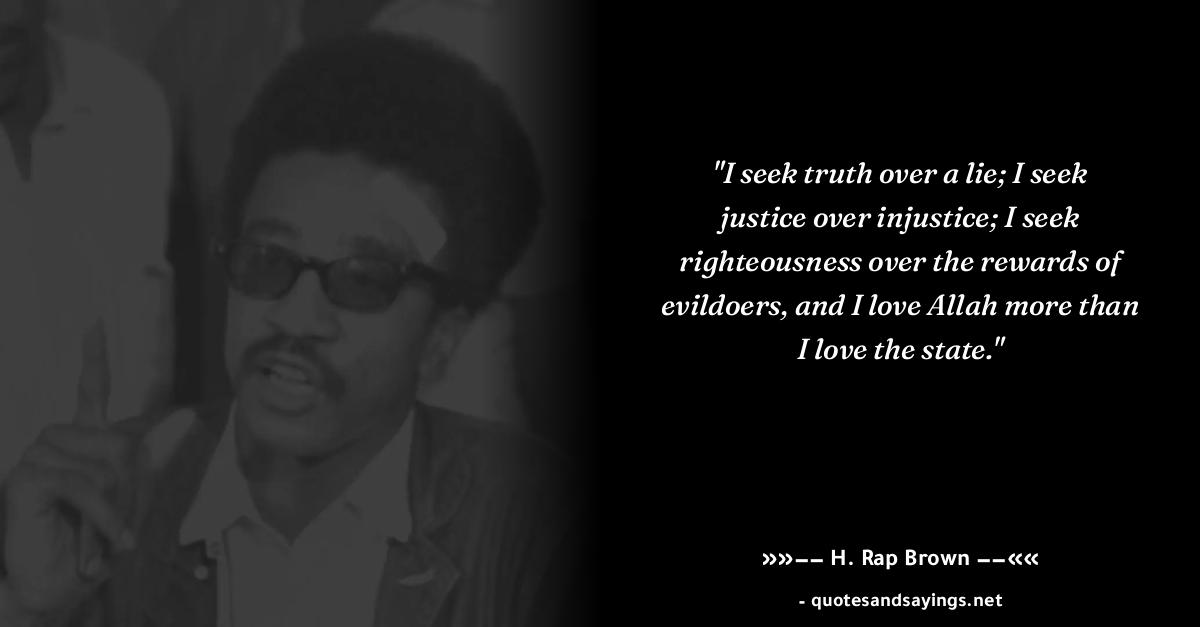 "I seek truth over a lie; I seek
justice over injustice; I seek
righteousness over the rewards of
evildoers, and I love Allah more than
I love the state."
»»–– H. Rap Brown ––««
- quotesandsayings.net